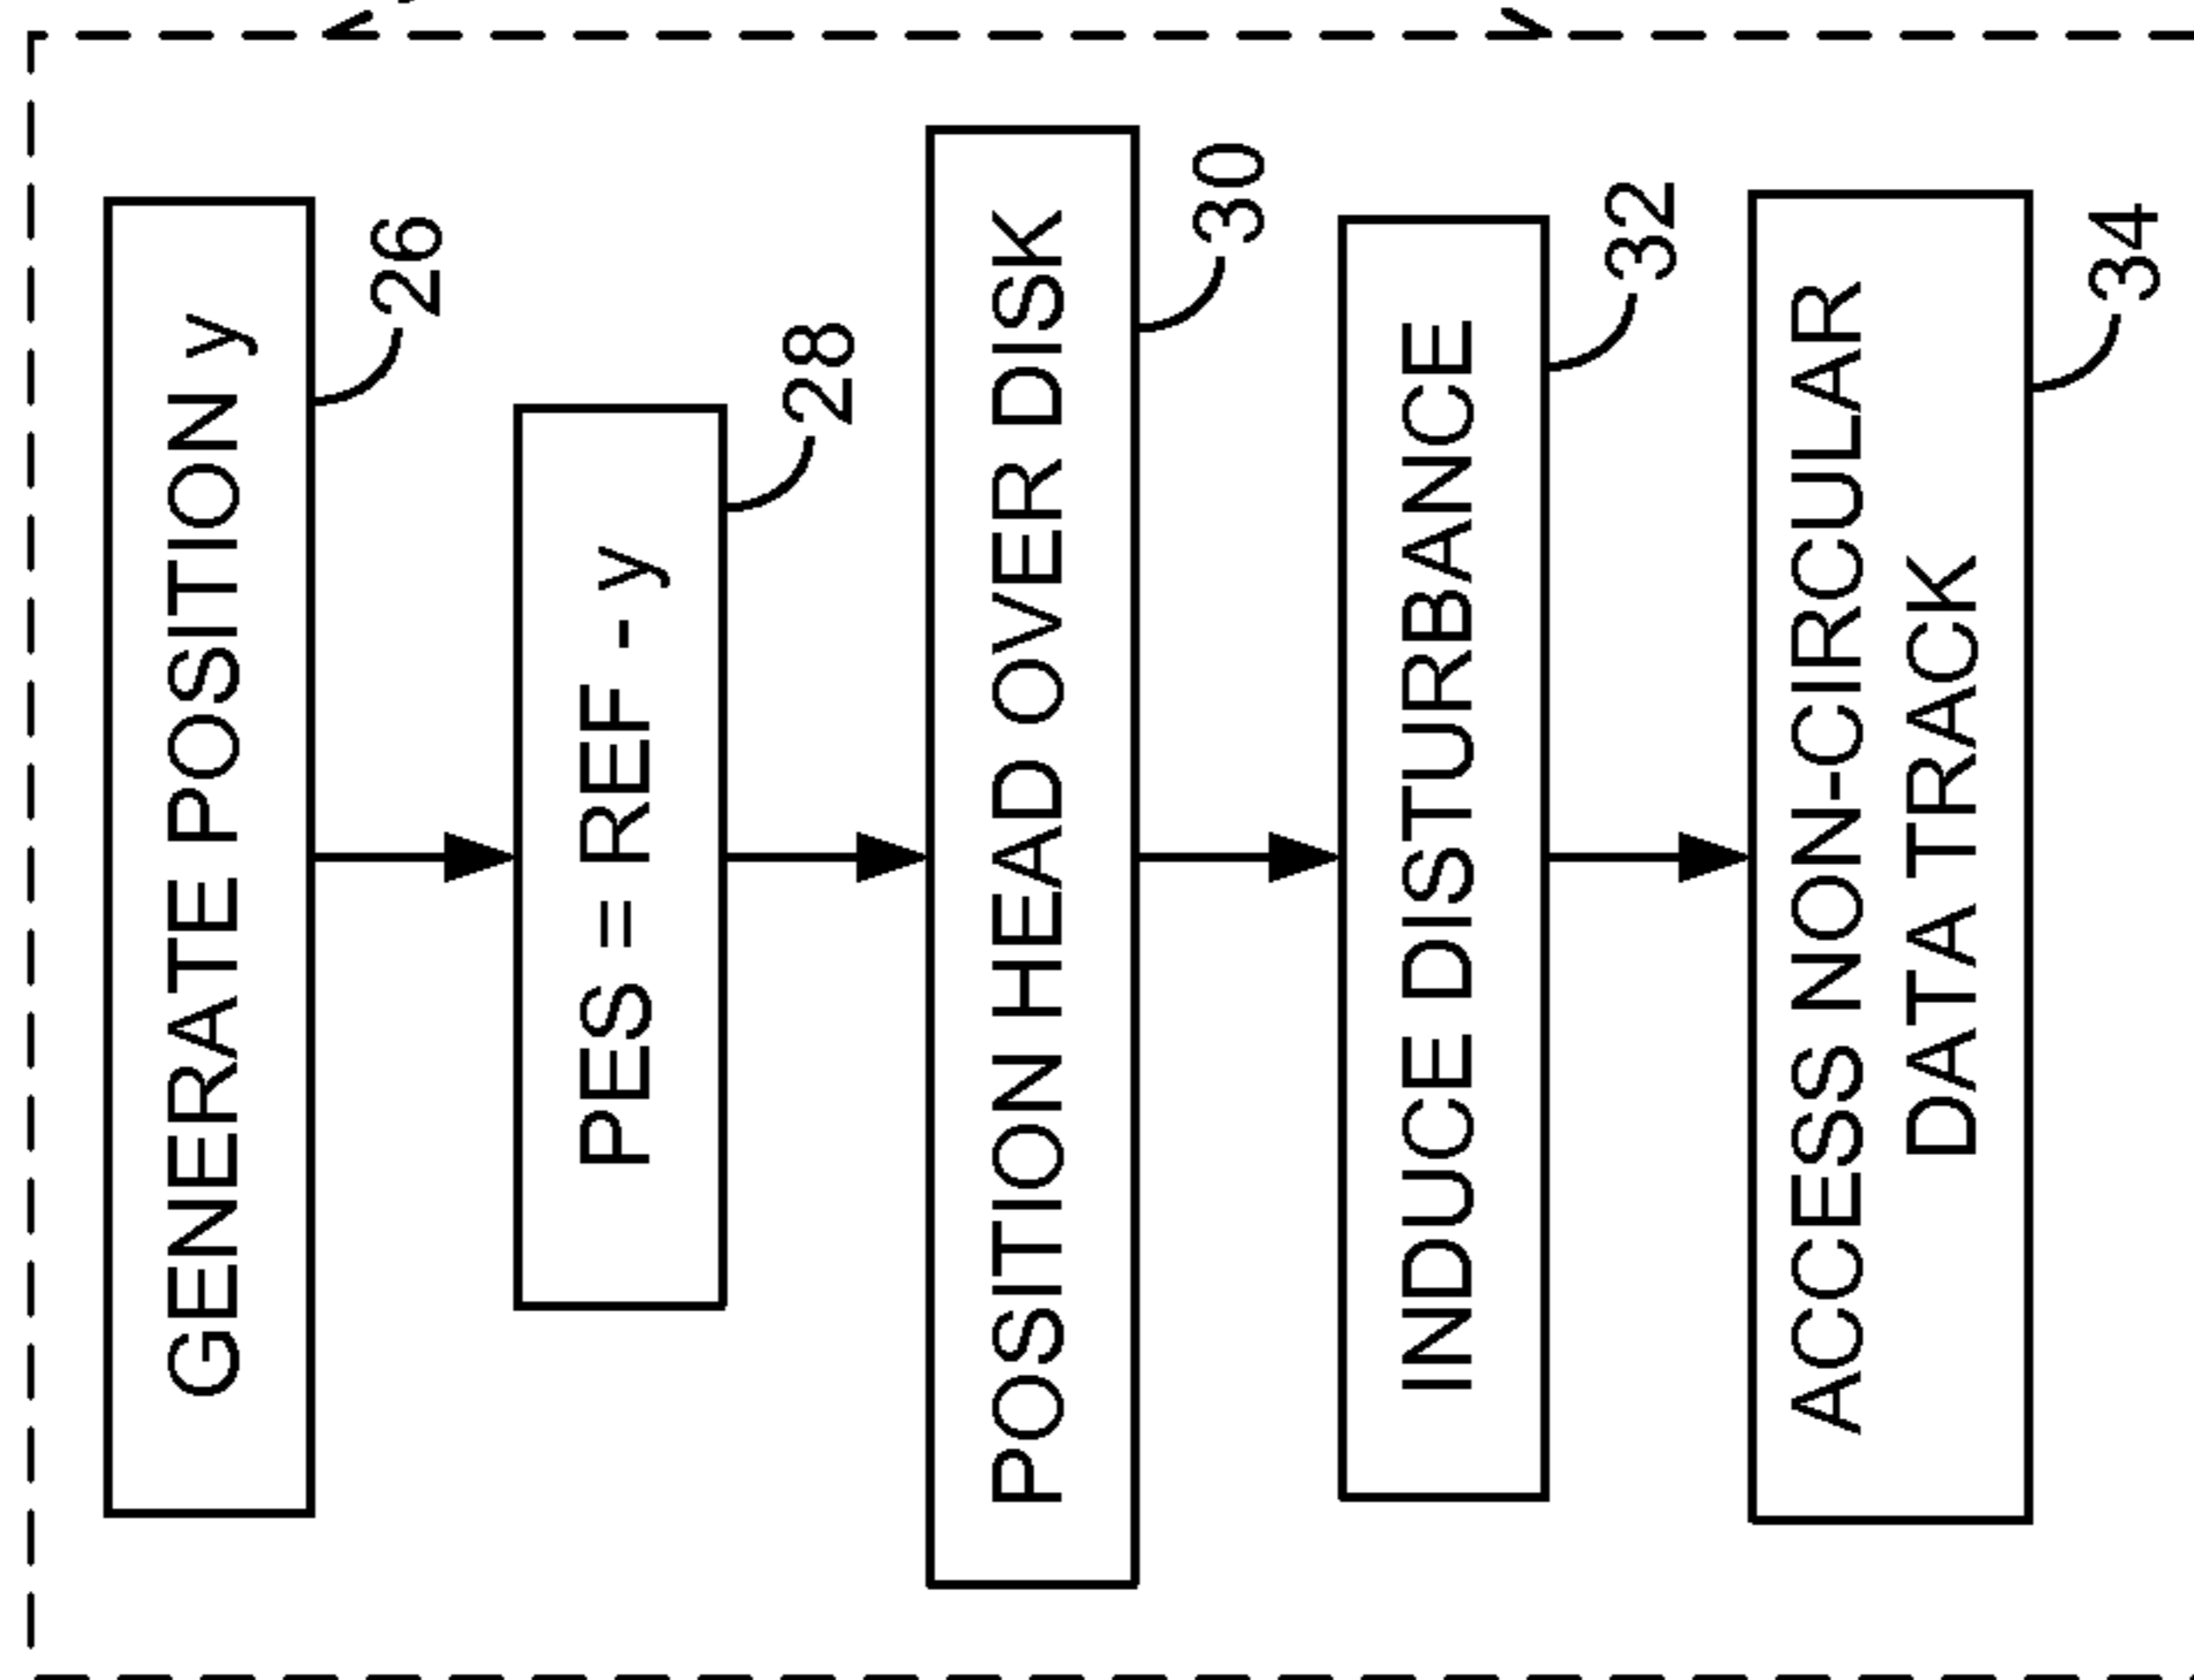 GENERATE POSITION y
26
PES = REF - y
28
POSITION HEAD OVER DISK
30
INDUCE DISTURBANCE
32
ACCESS NON-CIRCULAR
DATA TRACK
34